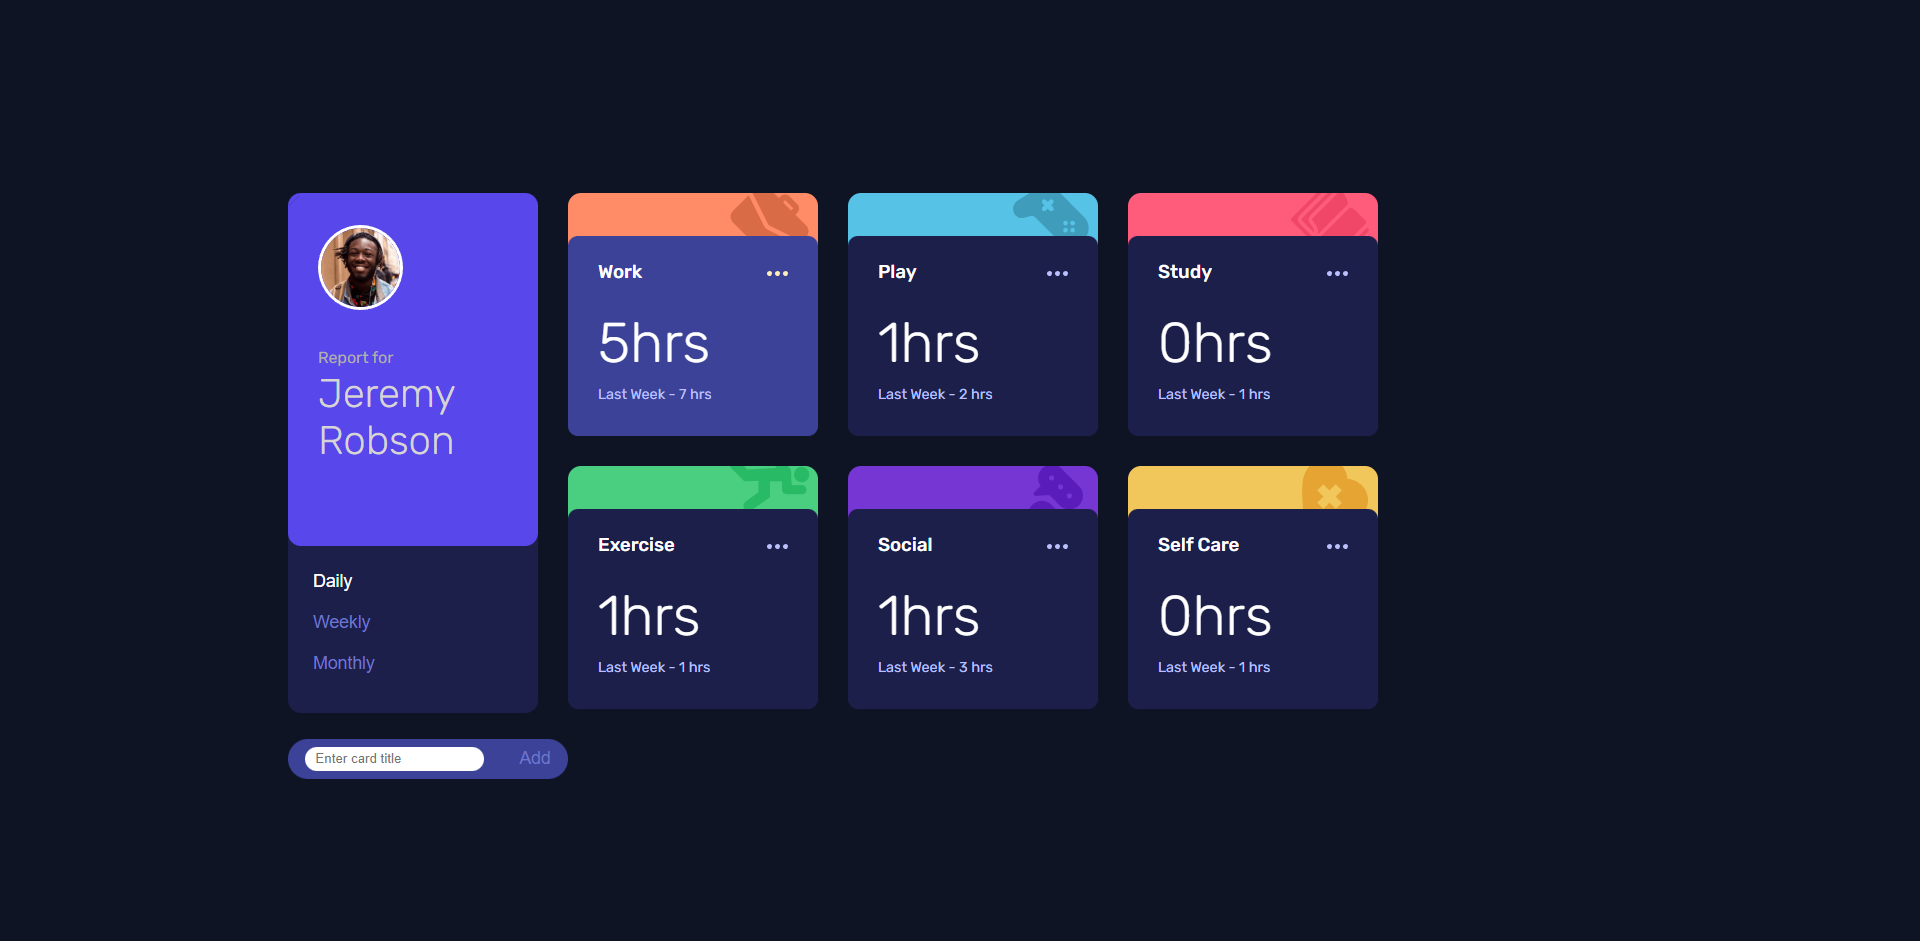 Report for
Jeremy
Robson
Daily
Weekly
Monthly
Enter card title
Add
Work
5hrs
Last Week - 7 hrs
Play
1hrs
Last Week - 2 hrs
Study
0hrs
Last Week - 1 hrs
Exercise
1hrs
Last Week - 1 hrs
Social
1hrs
Last Week - 3 hrs
Self Care
0hrs
Last Week - 1 hrs